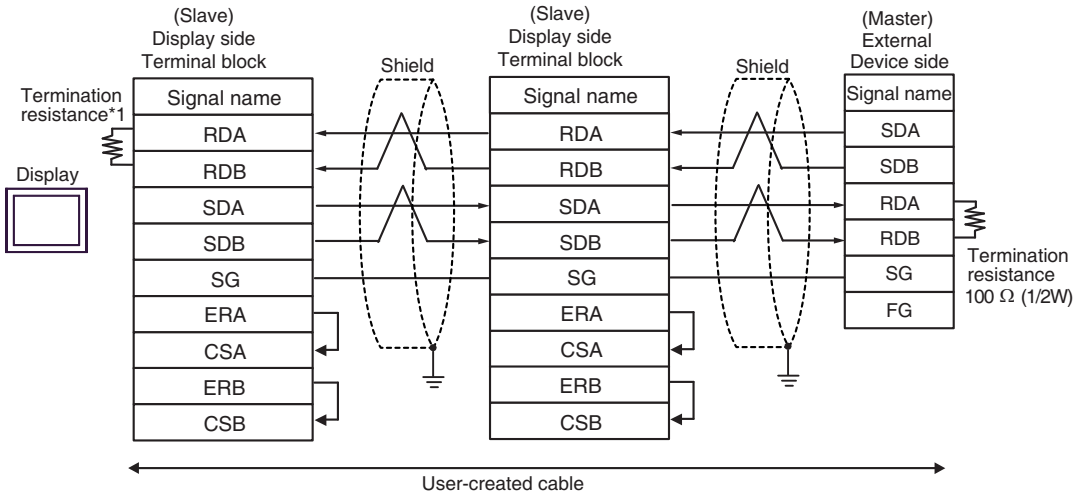 (Slave)
Display side
Terminal block
(Slave)
Display side
Terminal block
(Master)
External
Device side
Shield
Shield
Termination
resistance*1
Display
Signal name
RDA
RDB
SDA
SDB
SG
ERA
CSA
ERB
CSB
Signal name
RDA
RDB
SDA
SDB
SG
ERA
CSA
ERB
CSB
Signal name
SDA
SDB
RDA
RDB
SG
FG
Termination
resistance
100 Ω (1/2W)
User-created cable